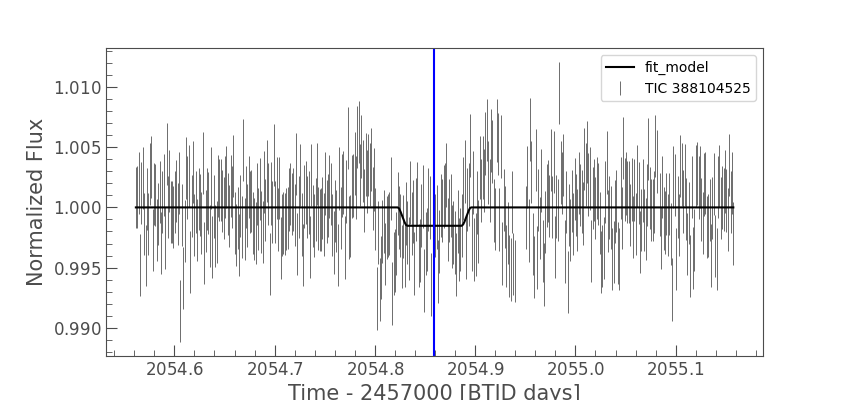 fit_model
TIC 388104525
Normalized Flux
1.010
1.005
1.000
0.995
0.990
2054.6 2054.7 2054.8 2054.9 2055.0 2055.1
Time - 2457000 [BTJD days]